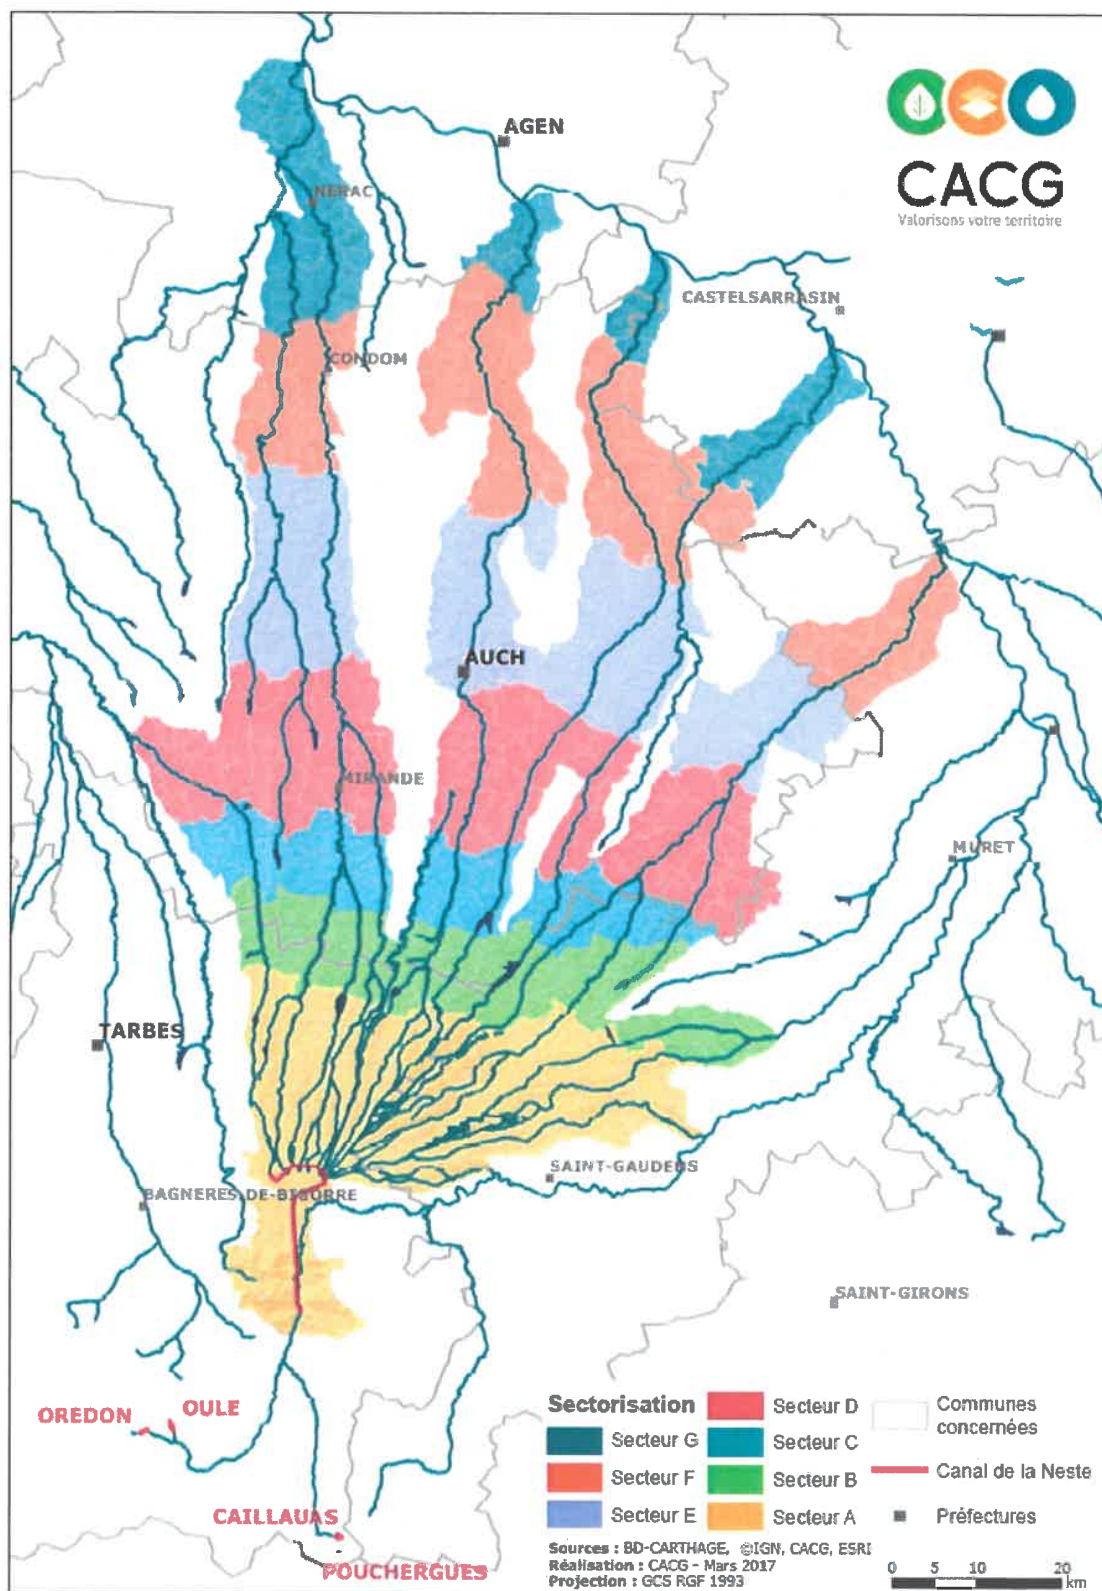 AGEN
CACG
Valorisons votre territoire
NERAC
CASTELSARRASIN
CONDOM
AUCH
MIRANDE
MURET
TARBES
SAINT-GAUDENS
BAGNERES-DE-BIGORRE
SAINT-GIRONS
OREDON
OULE
CAILLAUAS
POUCHERGUES
Sectorisation
Secteur G
Secteur F
Secteur E
Secteur D
Secteur C
Secteur B
Secteur A
Communes
concernées
Canal de la Neste
Préfectures
Sources : BD-CARTHAGE, ©IGN, CACG, ESRI
Réalisation : CACG - Mars 2017
Projection : GCS RGF 1993
0 5 10 20
km